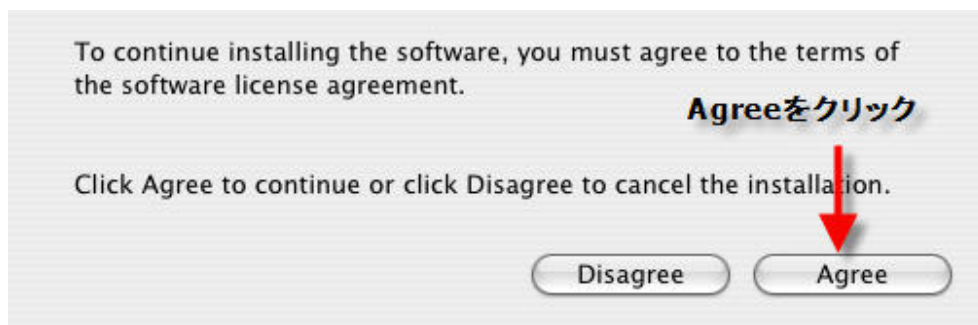 To continue installing the software, you must agree to the terms of
the software license agreement.
Agreeをクリック
Click Agree to continue or click Disagree to cancel the installation.
Disagree
Agree